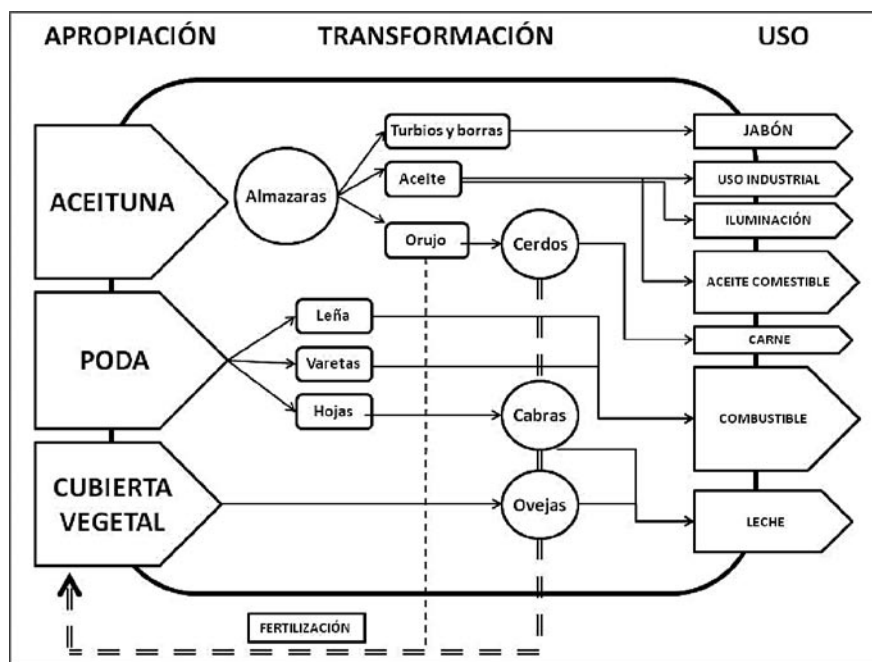 APROPIACIÓN TRANSFORMACIÓN USO
Turbios y borras
JABÓN
ACEITUNA
Almazaras
Aceite
USO INDUSTRIAL
ILUMINACIÓN
Orujo
Cerdos
ACEITE COMESTIBLE
Leña
CARNE
PODA
Varetas
Hojas
Cabras
COMBUSTIBLE
CUBIERTA
VEGETAL
Ovejas
LECHE
FERTILIZACIÓN